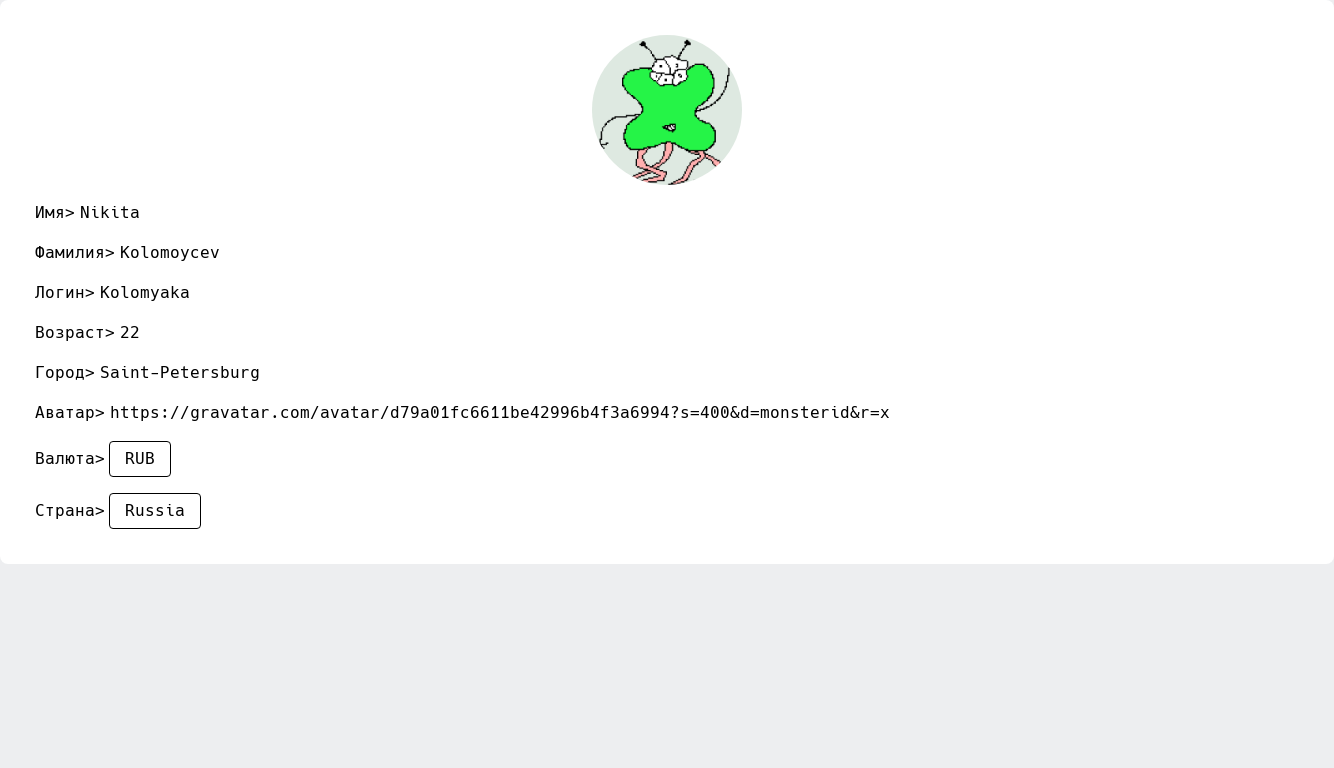 Имя> Nikita
Фамилия> Kolomoycev
Логин> Kolomyaka
Возраст> 22
Город> Saint-Petersburg
Аватар> https://gravatar.com/avatar/d79a01fc6611be42996b4f3a6994?s=400&d=monsterid&r=x
Валюта> RUB
Страна> Russia